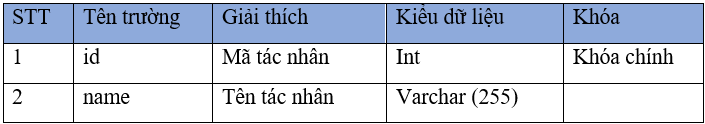 STT Tên trường Giải thích Kiểu dữ liệu Khóa
1 id Mã tác nhân Int Khóa chính
2 name Tên tác nhân Varchar (255)